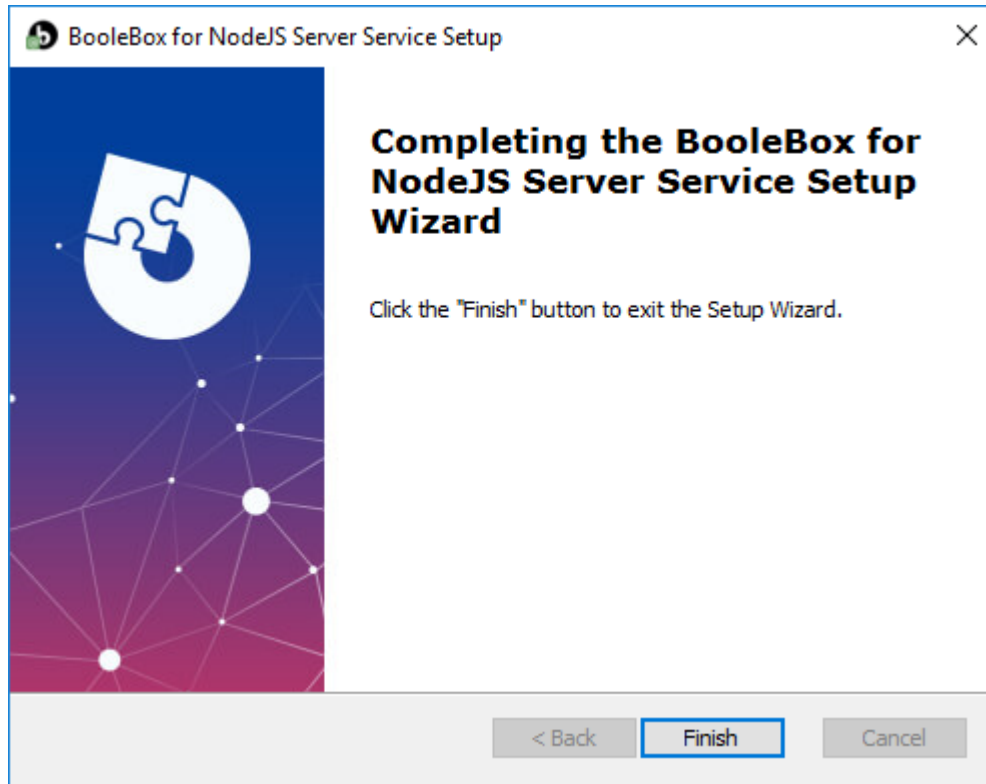 BooleBox for NodeJS Server Service Setup
Completing the BooleBox for
NodeJS Server Service Setup
Wizard
Click the "Finish" button to exit the Setup Wizard.
< Back
Finish
Cancel